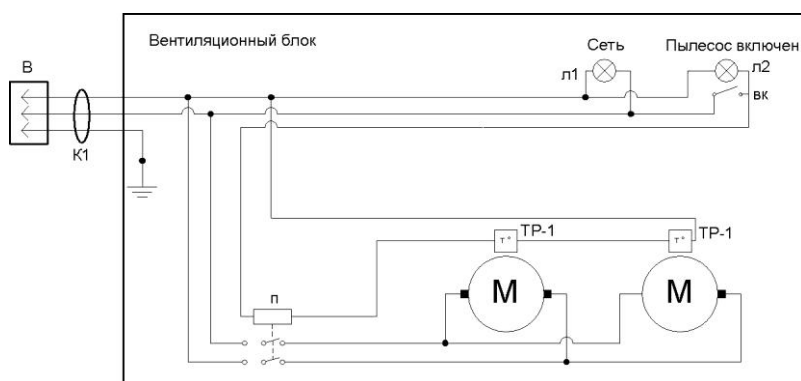 Вентиляционный блок
Сеть
Пылесос включен
В
л1
л2
вк
К1
ТР-1
ТР-1
т°
т°
М
М
п